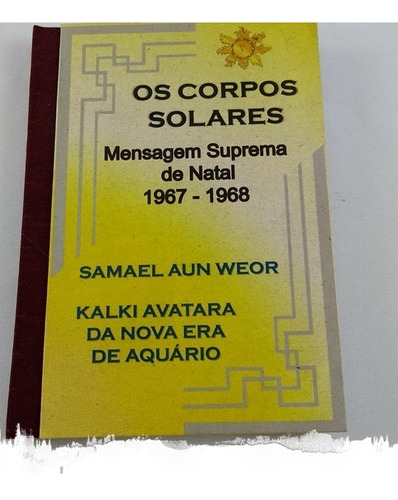 OS CORPOS
SOLARES
Mensagem Suprema
de Natal
1967 - 1968
SAMAEL AUN WEOR
KALKI AVATARA
DA NOVA ERA
DE AQUÁRIO